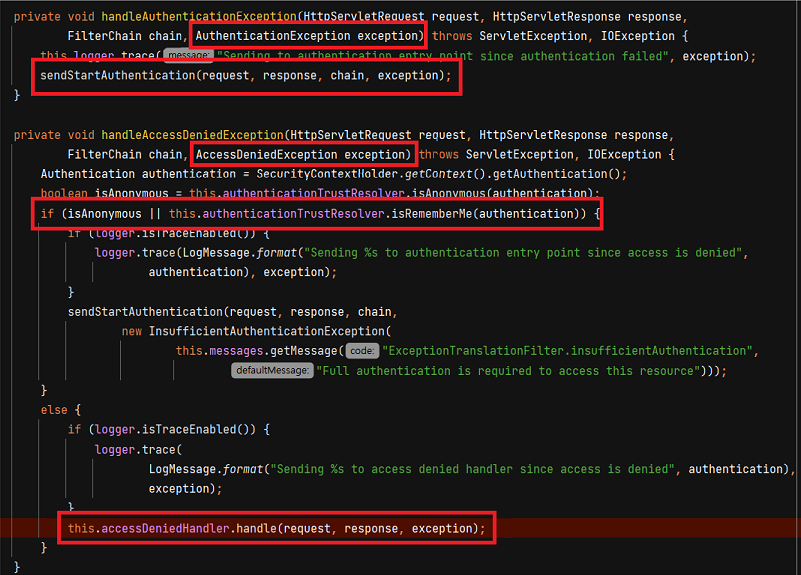 private void handleAuthenticationException(HttpServletRequest request, HttpServletResponse response,
FilterChain chain, AuthenticationException exception) throws ServletException, IOException {
this.logger.trace( message: "Sending to authentication entry point since authentication failed", exception);
sendStartAuthentication(request, response, chain, exception);
}
private void handleAccessDeniedException(HttpServletRequest request, HttpServletResponse response,
FilterChain chain, AccessDeniedException exception) throws ServletException, IOException {
Authentication authentication = SecurityContextHolder.getContext().getAuthentication();
boolean isAnonymous = this.authenticationTrustResolver.isAnonymous(authentication);
if (isAnonymous || this.authenticationTrustResolver.isRememberMe(authentication)) {
if (logger.isTraceEnabled()) {
logger.trace(LogMessage.format("Sending %s to authentication entry point since access is denied",
authentication), exception);
}
sendStartAuthentication(request, response, chain,
new InsufficientAuthenticationException(
this.messages.getMessage( code: "ExceptionTranslationFilter.insufficientAuthentication",
defaultMessage: "Full authentication is required to access this resource")));
}
else {
if (logger.isTraceEnabled()) {
logger.trace(
LogMessage.format("Sending %s to access denied handler since access is denied", authentication),
exception);
}
this.accessDeniedHandler.handle(request, response, exception);
}
}